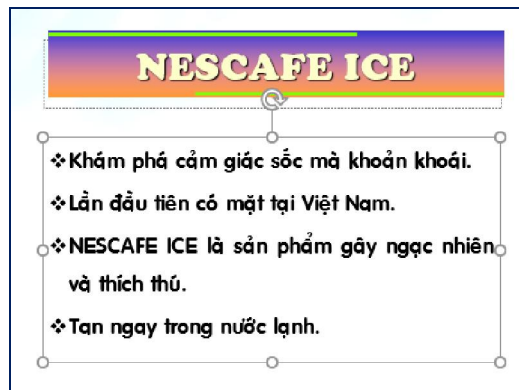 NESCAFE ICE
❖Khám phá cảm giác sốc mà khoản khoái.
❖Lần đầu tiên có mặt tại Việt Nam.
❖NESCAFE ICE là sản phẩm gây ngạc nhiên
và thích thú.
❖Tan ngay trong nước lạnh.